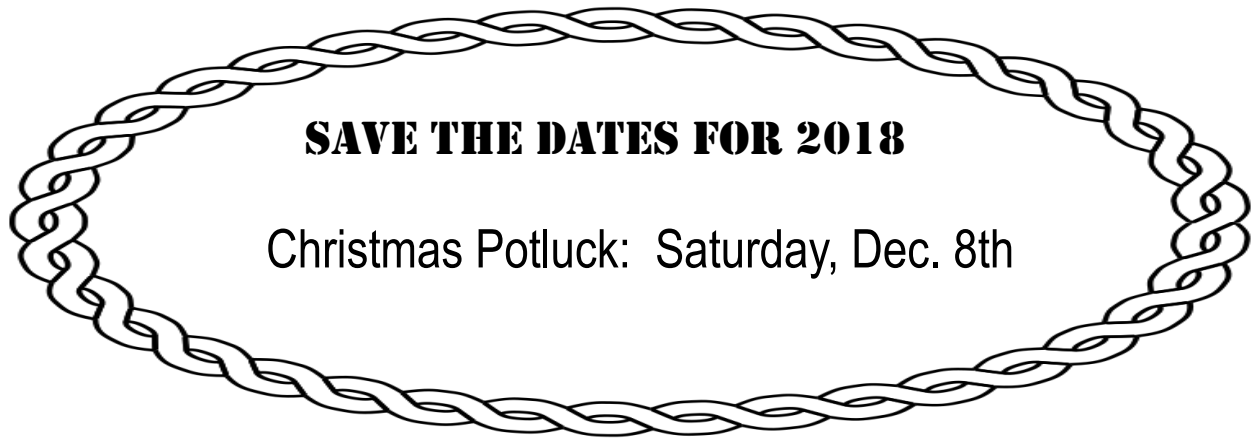 SAVE THE DATES FOR 2018
Christmas Potluck:  Saturday, Dec. 8th